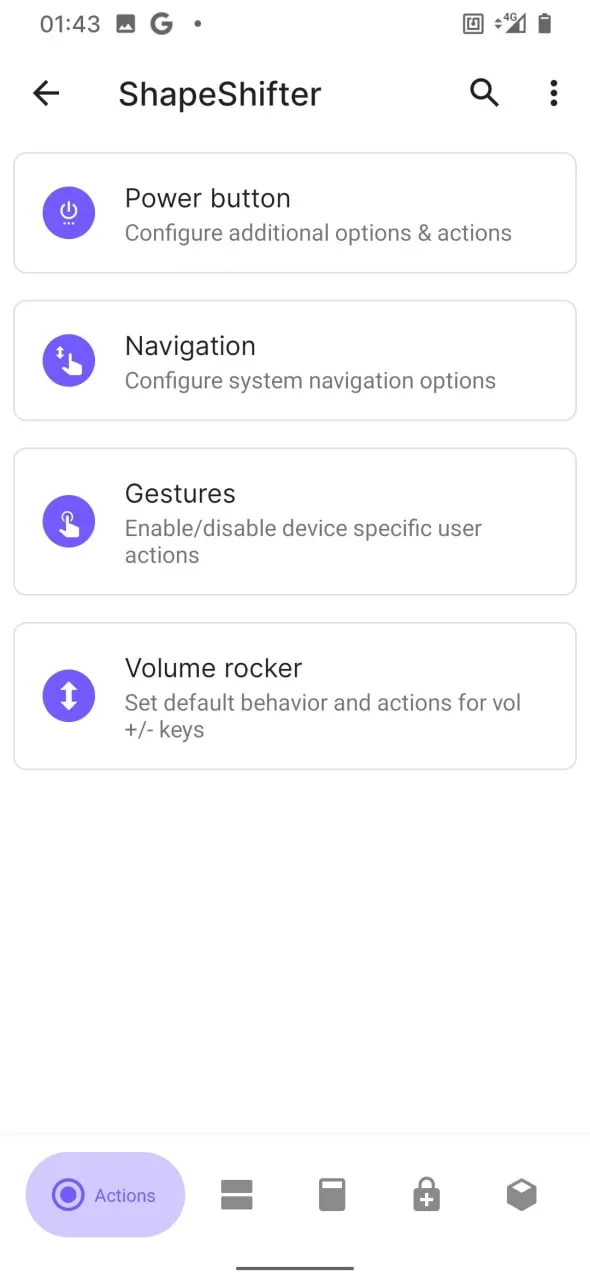 01:43
4G
ShapeShifter
Power button
Configure additional options & actions
Navigation
Configure system navigation options
Gestures
Enable/disable device specific user
actions
Volume rocker
Set default behavior and actions for vol
+/- keys
Actions